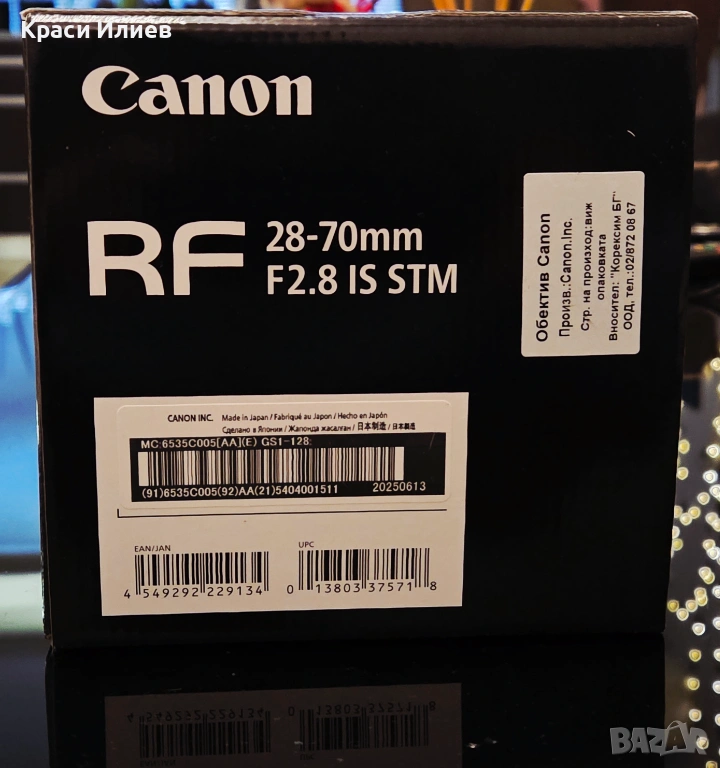 Краси Илиев
Canon
RF
28-70mm
F2.8 IS STM
Обектив Canon
Произв.:Canon.Inc.
Стр. на произход:виж
опаковката
Вносител: "Корексим БГ"
ООД, тел.:02/872 08 67
CANON INC. Made in Japan / Fabriqué au Japon / Hecho en Japón
Сделано в Японии / Жапонда жасалған / 日本制造 / 日本製造
MC:6535C005[AA](E) GS1-128:
(91)6535C005(92)AA(21)5404001511 20250613
EAN/JAN
4 549292 229134
UPC
0 13803 37571 8
BAZAR